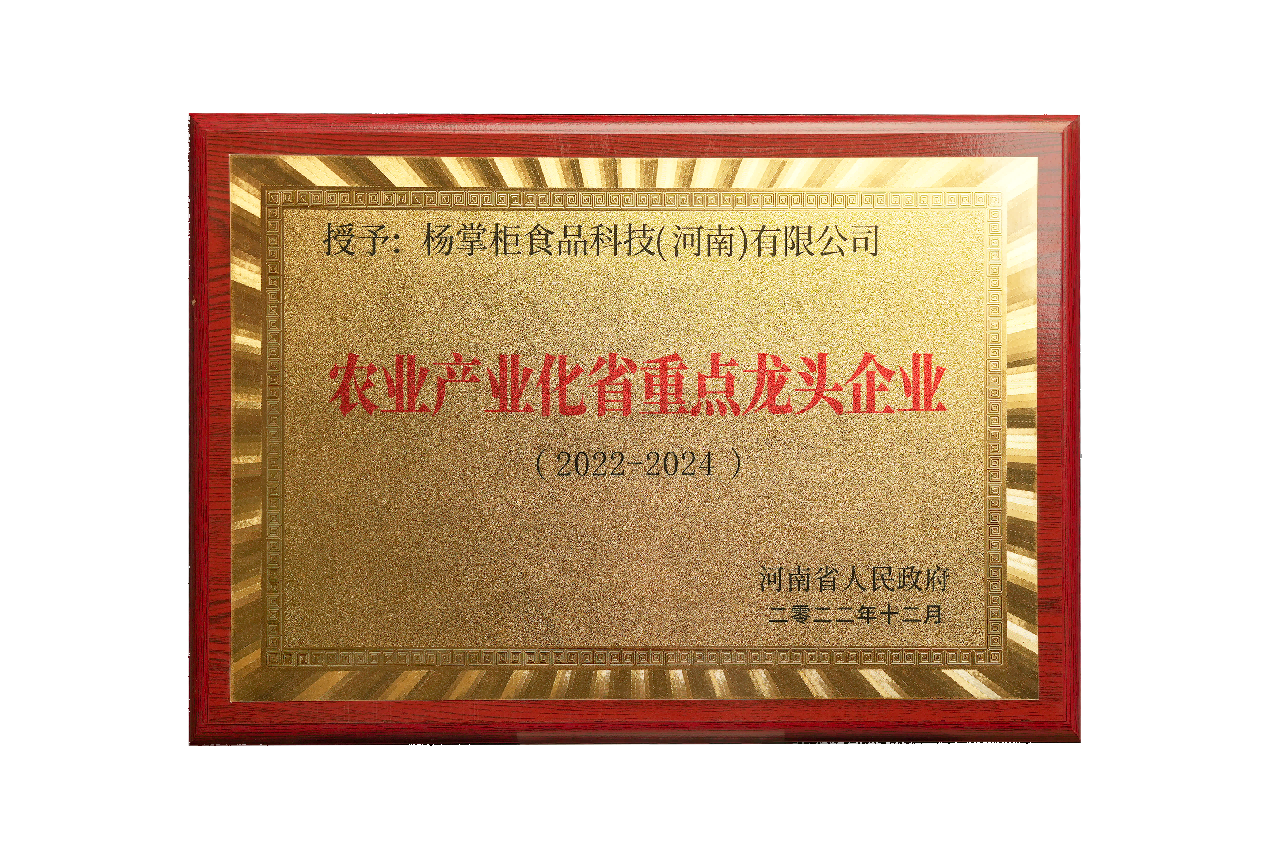 授予：杨掌柜食品科技(河南)有限公司
农业产业化省重点龙头企业
（2022-2024）
河南省人民政府
二零二二年十二月